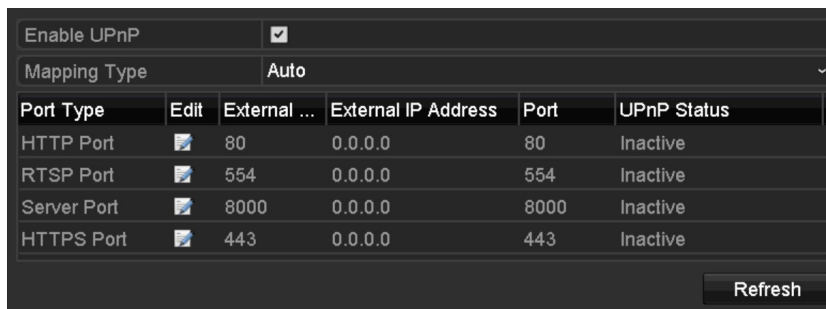 Enable UPnP
Mapping Type Auto
Port Type Edit External ... External IP Address Port UPnP Status
HTTP Port 80 0.0.0.0 80 Inactive
RTSP Port 554 0.0.0.0 554 Inactive
Server Port 8000 0.0.0.0 8000 Inactive
HTTPS Port 443 0.0.0.0 443 Inactive
Refresh